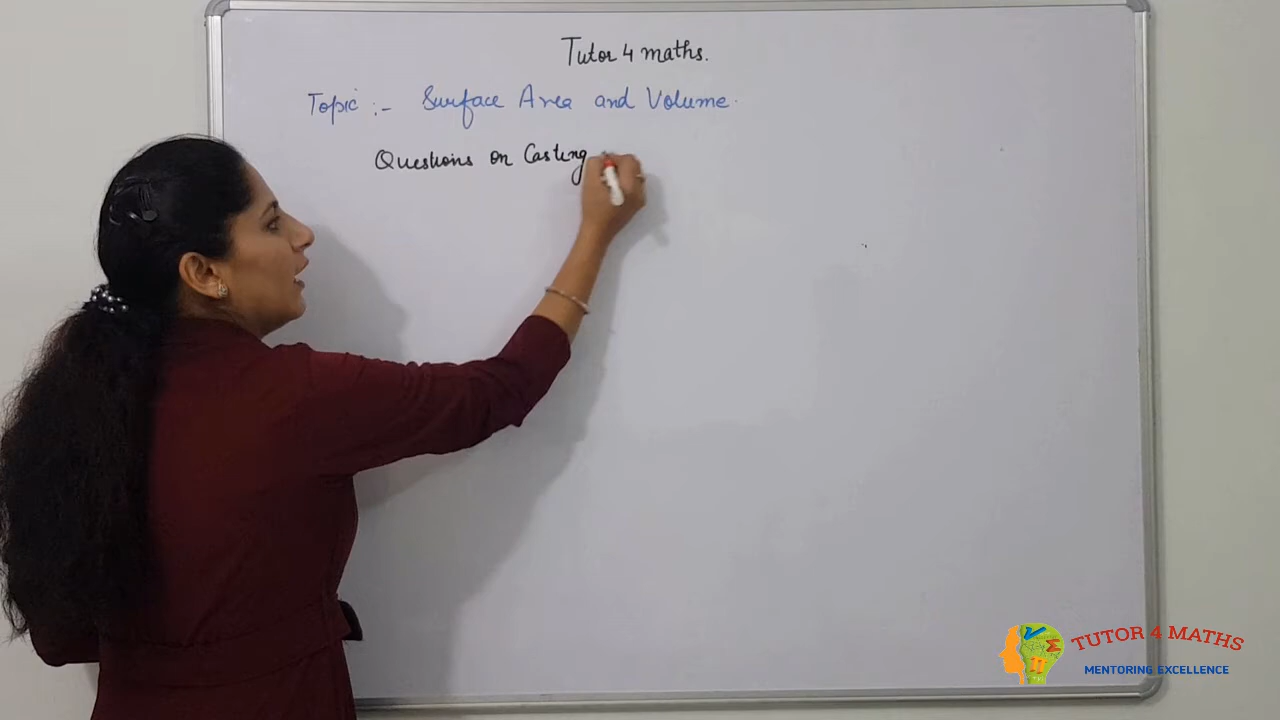 Tutor 4 maths.
Topic :- Surface Area and Volume.
Questions on Casting
TUTOR 4 MATHS
MENTORING EXCELLENCE